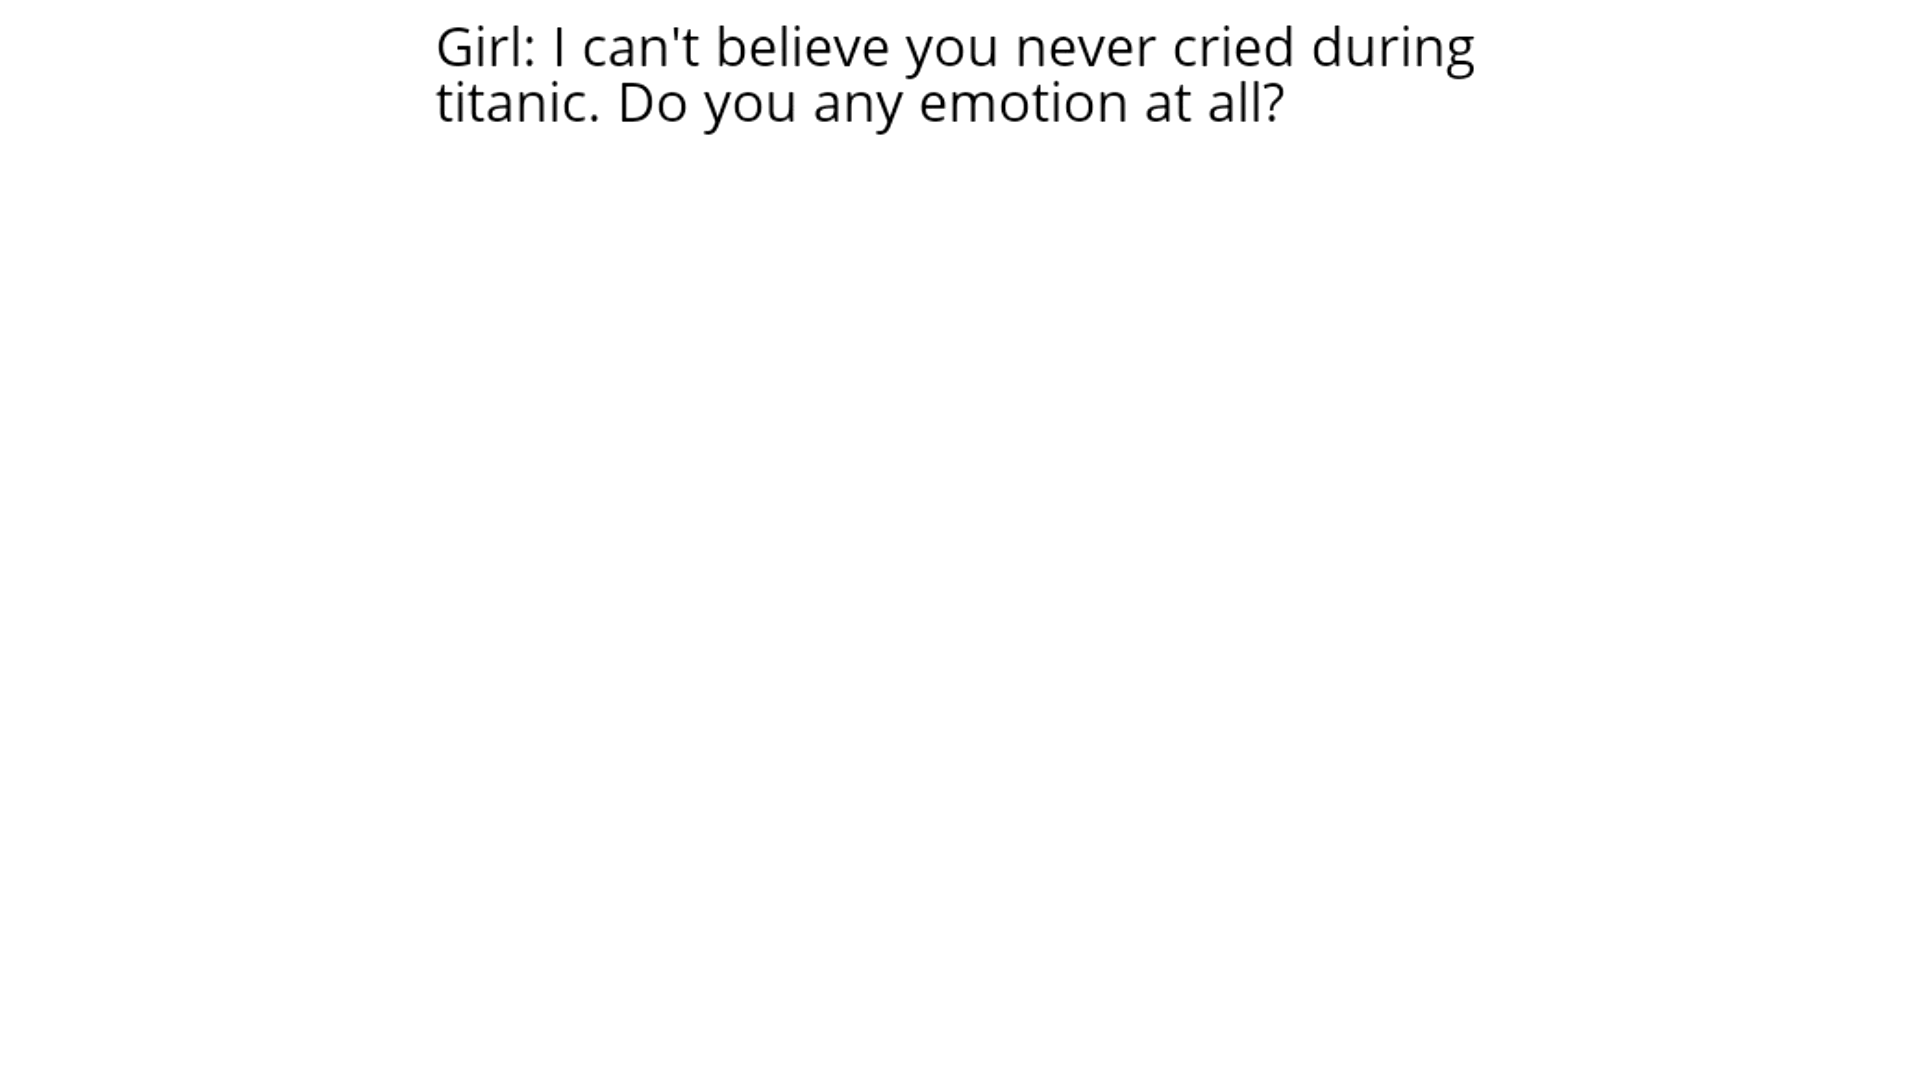 Girl: I can't believe you never cried during
titanic. Do you any emotion at all?